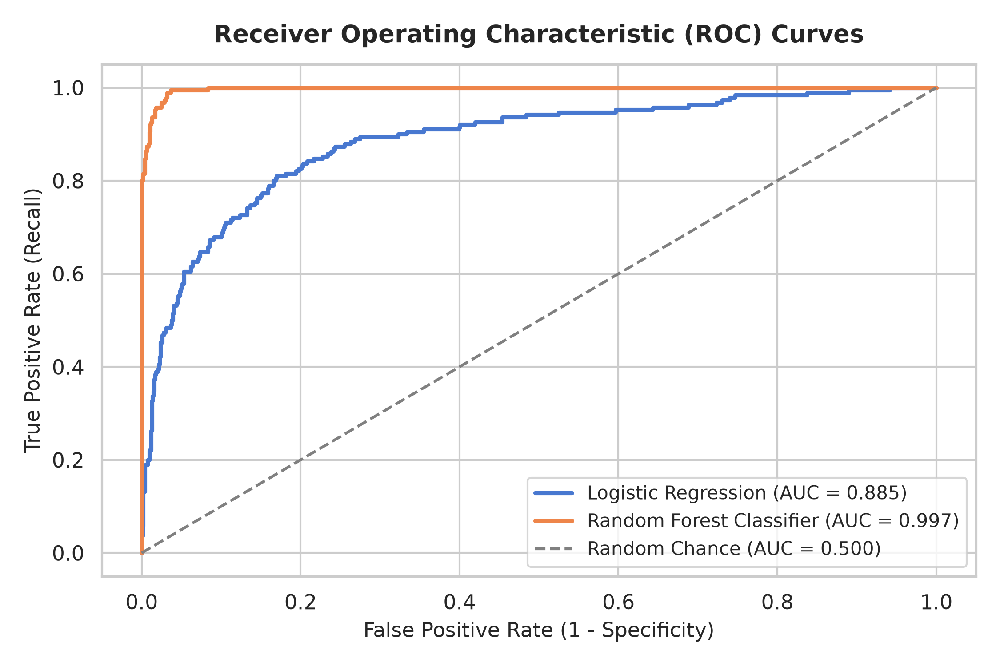 Receiver Operating Characteristic (ROC) Curves
True Positive Rate (Recall)
1.0
0.8
0.6
0.4
0.2
0.0
Logistic Regression (AUC = 0.885)
Random Forest Classifier (AUC = 0.997)
Random Chance (AUC = 0.500)
0.0 0.2 0.4 0.6 0.8 1.0
False Positive Rate (1 - Specificity)